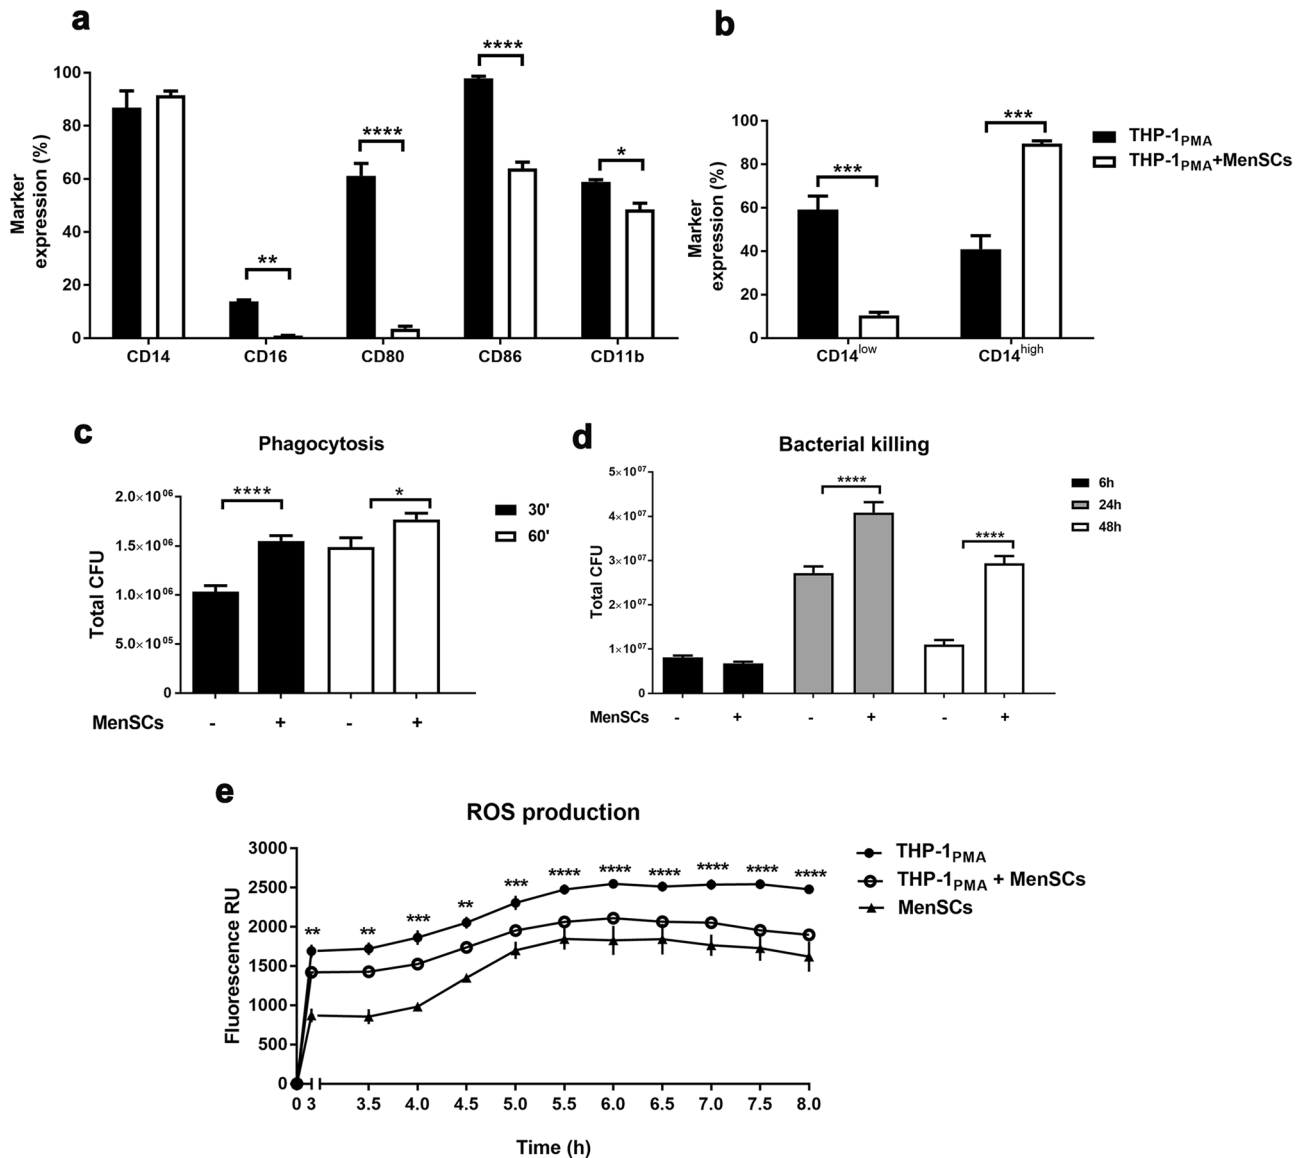 a
Marker
expression (%)
100
80
60
40
20
0
**** 
****
*
**
CD14 CD16 CD80 CD86 CD11b
b
Marker
expression (%)
100
80
60
40
20
0
***
***
CD14low CD14high
THP-1PMA
THP-1PMA+MenSCs
c
Phagocytosis
Total CFU
2.0×10^06
1.5×10^06
1.0×10^06
5.0×10^05
0
**** *
MenSCs - + - +
30'
60'
d
Bacterial killing
Total CFU
5×10^07
4×10^07
3×10^07
2×10^07
1×10^07
0
****
****
MenSCs - + - + - +
6h
24h
48h
e
ROS production
Fluorescence RU
3000
2500
2000
1500
1000
500
0
** ** *** ** *** **** **** **** **** **** ****
0 3 3.5 4.0 4.5 5.0 5.5 6.0 6.5 7.0 7.5 8.0
Time (h)
THP-1PMA
THP-1PMA + MenSCs
MenSCs